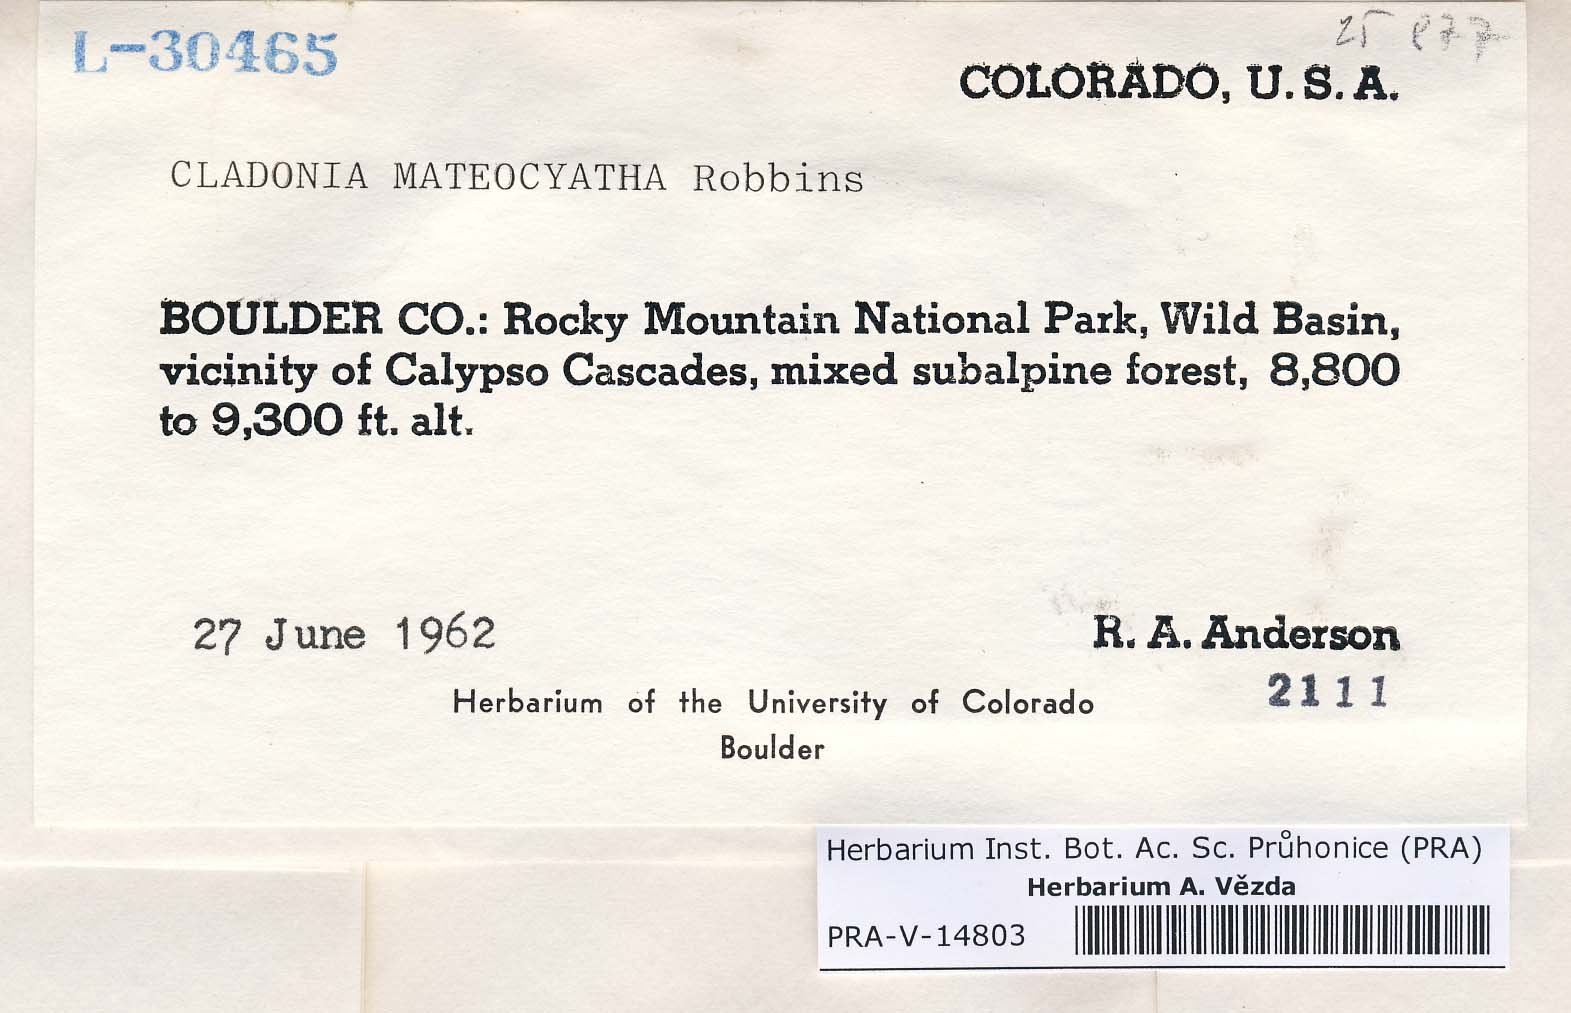 L-30465
COLORADO, U.S.A.
CLADONIA MATEOCYATHA Robbins
BOULDER CO.: Rocky Mountain National Park, Wild Basin,
vicinity of Calypso Cascades, mixed subalpine forest, 8,800
to 9,300 ft. alt.
27 June 1962
R. A. Anderson
2111
Herbarium of the University of Colorado
Boulder
Herbarium Inst. Bot. Ac. Sc. Průhonice (PRA)
Herbarium A. Vězda
PRA-V-14803